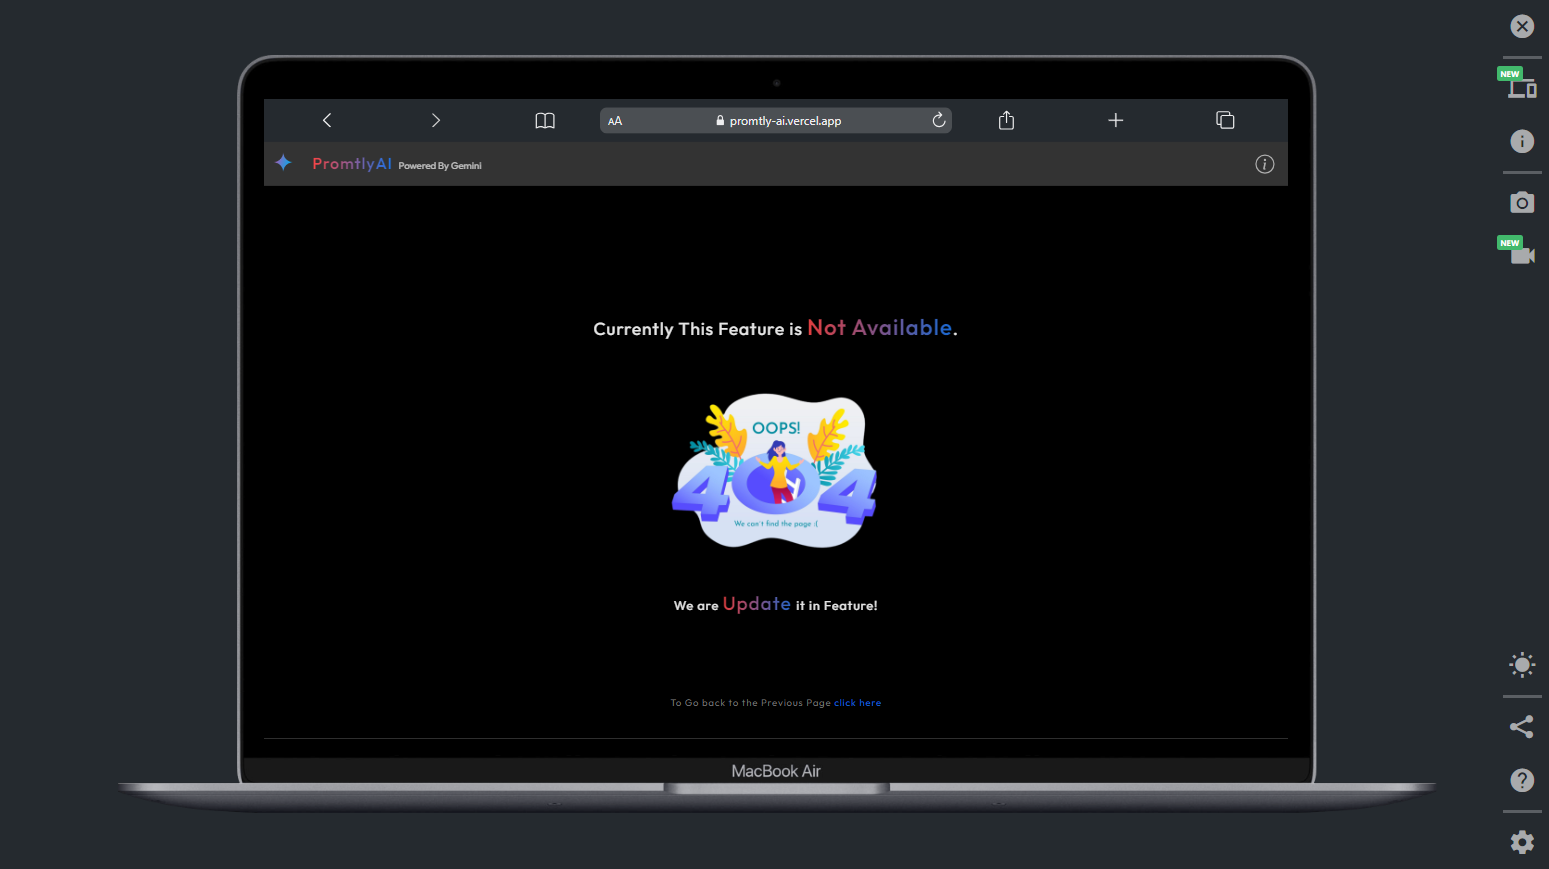 NEW
AA promtly-ai.vercel.app
PromtlyAI Powered By Gemini
NEW
Currently This Feature is Not Available.
OOPS!
404
We can't find the page :(
We are Update it in Feature!
To Go back to the Previous Page click here
MacBook Air